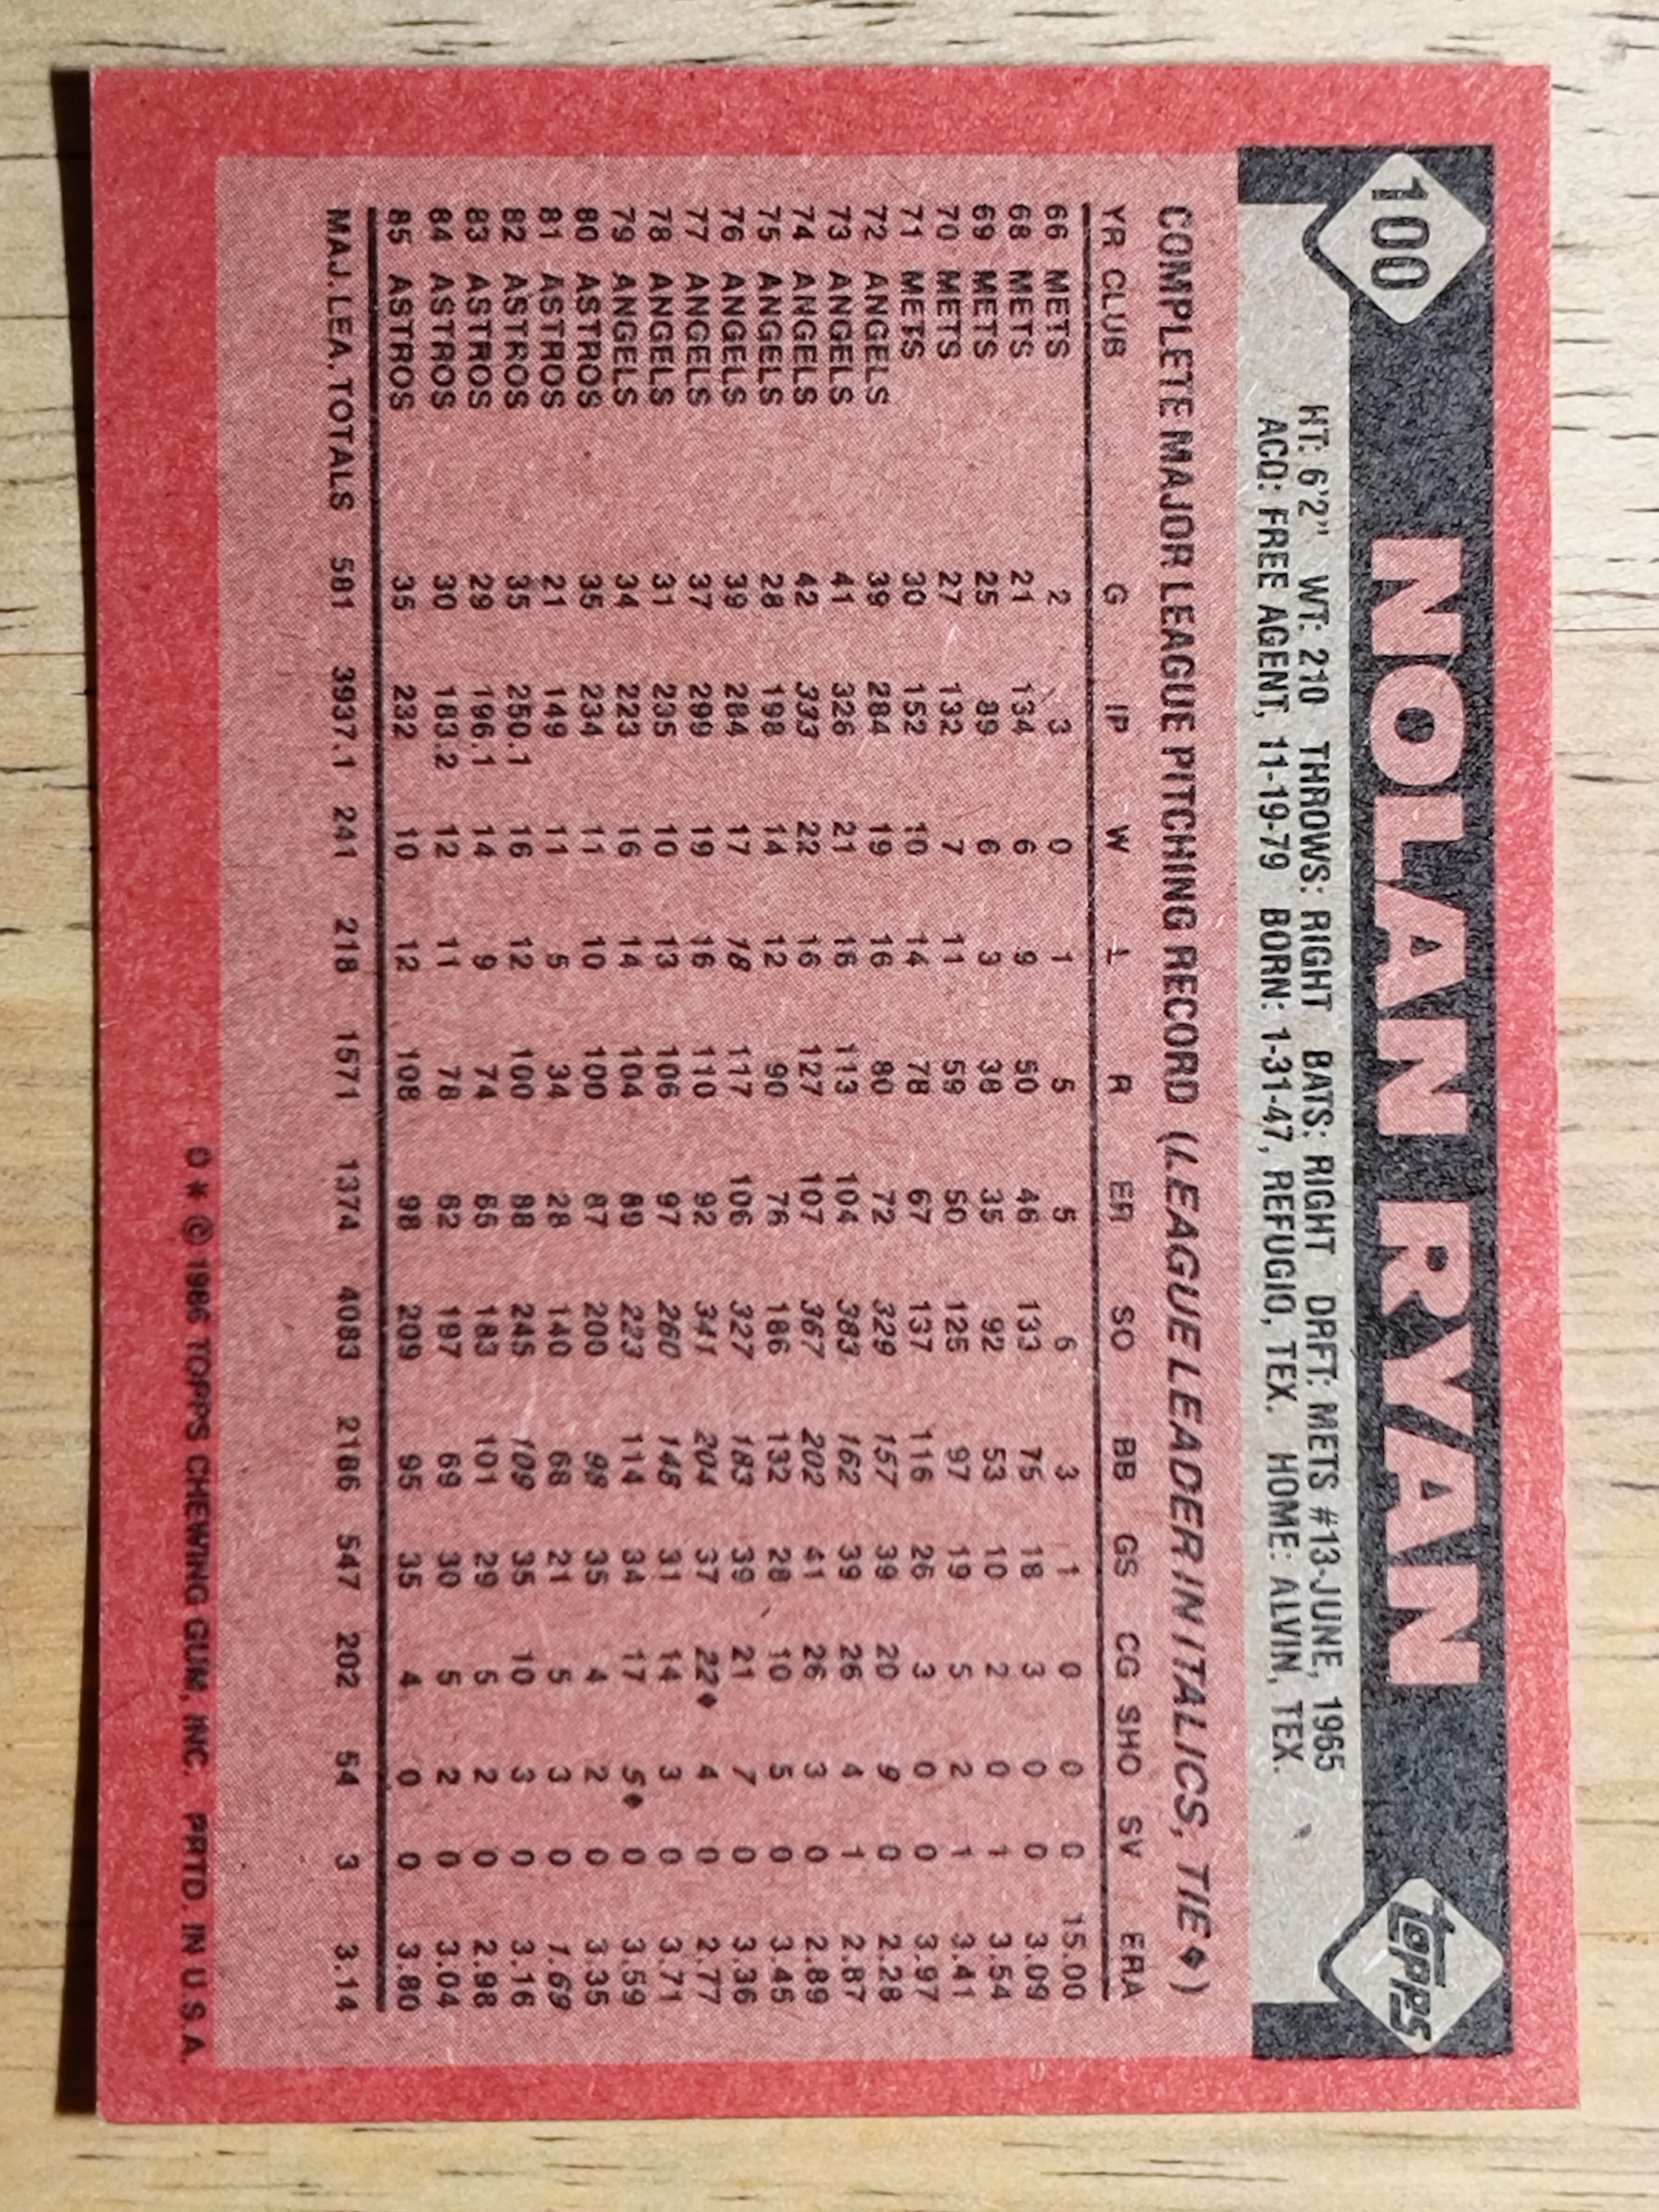 100 NOLAN RYAN topps
HT: 6'2" WT: 210 THROWS: RIGHT BATS: RIGHT DRFT: METS #13-JUNE, 1965
ACQ: FREE AGENT, 11-19-79 BORN: 1-31-47, REFUGIO, TEX. HOME: ALVIN, TEX.
COMPLETE MAJOR LEAGUE PITCHING RECORD (LEAGUE LEADER IN ITALICS, TIE♦)
YR CLUB G IP W L R ER SO BB GS CG SHO SV ERA
66 METS 2 3 0 1 5 5 6 3 1 0 0 0 15.00
68 METS 21 134 6 9 50 46 133 75 18 3 0 0 3.09
69 METS 25 89 6 3 38 35 92 53 10 2 0 1 3.54
70 METS 27 132 7 11 59 50 125 97 19 5 2 1 3.41
71 METS 30 152 10 14 78 67 137 116 26 3 0 0 3.97
72 ANGELS 39 284 19 16 80 72 329 157 39 20 9 0 2.28
73 ANGELS 41 326 21 16 113 104 383 162 39 26 4 1 2.87
74 ANGELS 42 333 22 16 127 107 367 202 41 26 3 0 2.89
75 ANGELS 28 198 14 12 90 76 186 132 28 10 5 0 3.45
76 ANGELS 39 284 17 18 117 106 327 183 39 21 7 0 3.36
77 ANGELS 37 299 19 16 110 92 341 204 37 22♦ 4 0 2.77
78 ANGELS 31 235 10 13 106 97 260 148 31 14 3 0 3.71
79 ANGELS 34 223 16 14 104 89 223 114 34 17 5♦ 0 3.59
80 ASTROS 35 234 11 10 100 87 200 98 35 4 2 0 3.35
81 ASTROS 21 149 11 5 34 28 140 68 21 5 3 0 1.69
82 ASTROS 35 250.1 16 12 100 88 245 109 35 10 3 0 3.16
83 ASTROS 29 196.1 14 9 74 65 183 101 29 5 2 0 2.98
84 ASTROS 30 183.2 12 11 78 62 197 69 30 5 2 0 3.04
85 ASTROS 35 232 10 12 108 98 209 95 35 4 0 0 3.80
MAJ. LEA. TOTALS 581 3937.1 241 218 1571 1374 4083 2186 547 202 54 3 3.14
D * © 1986 TOPPS CHEWING GUM, INC. PRTD. IN U.S.A.